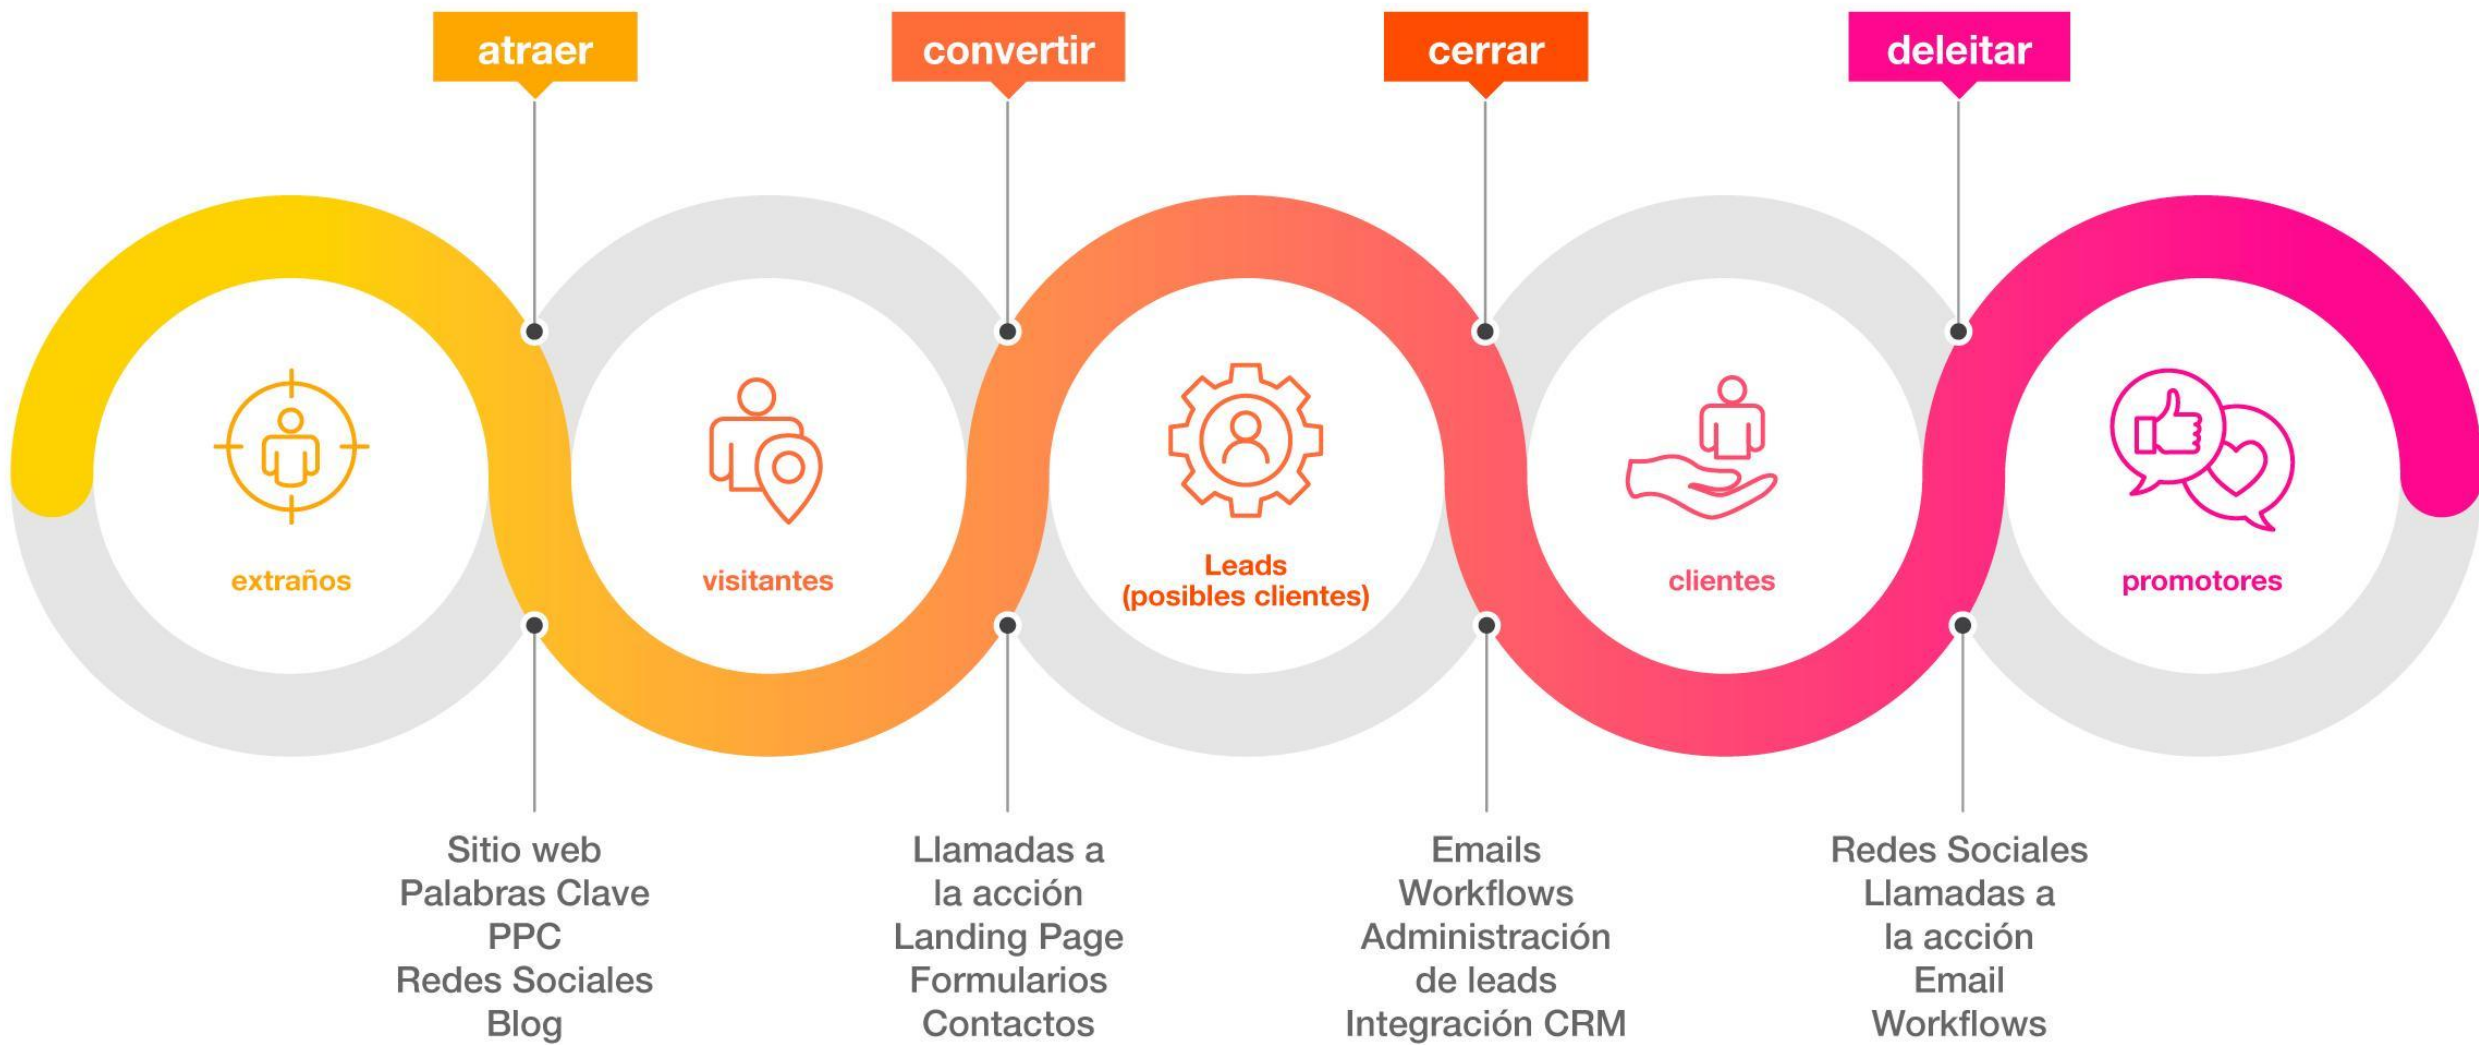 atraer
convertir
cerrar
deleitar
extraños
visitantes
Leads
(posibles clientes)
clientes
promotores
Sitio web
Palabras Clave
PPC
Redes Sociales
Blog
Llamadas a
la acción
Landing Page
Formularios
Contactos
Emails
Workflows
Administración
de leads
Integración CRM
Redes Sociales
Llamadas a
la acción
Email
Workflows